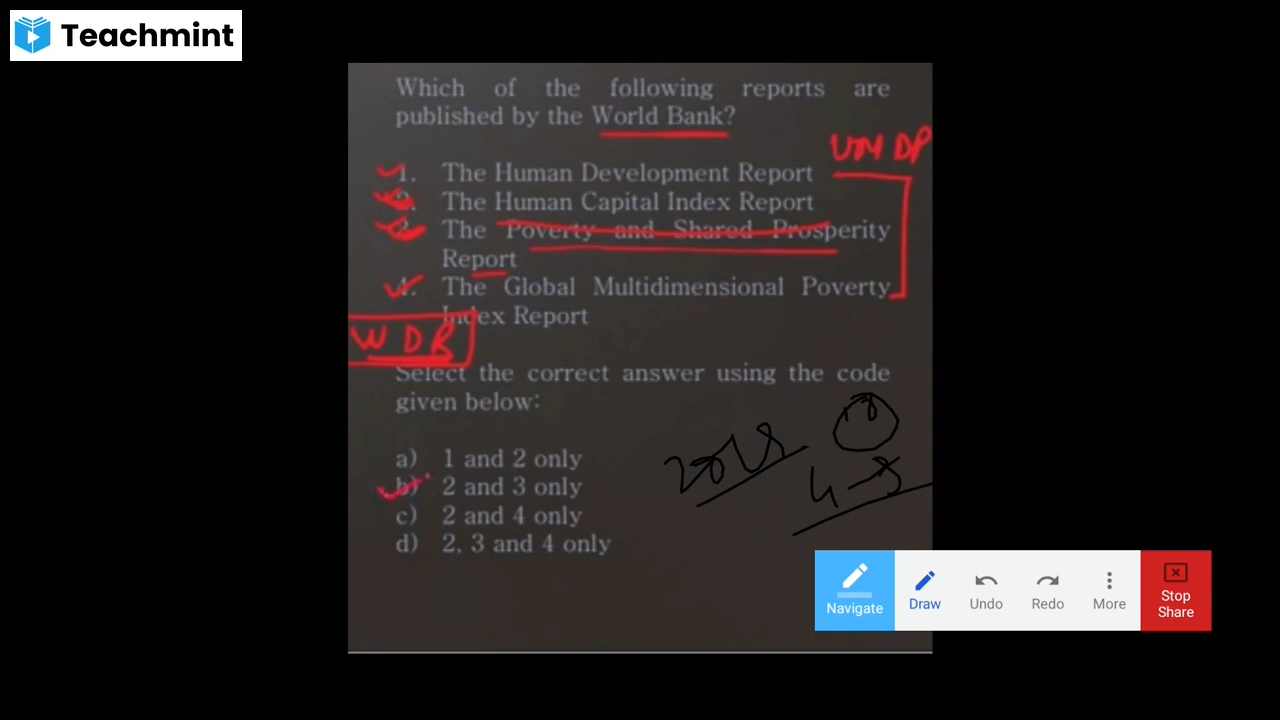 Teachmint
Which of the following reports are
published by the World Bank?
UNDP
1. The Human Development Report
2. The Human Capital Index Report
3. The Poverty and Shared Prosperity
Report
4. The Global Multidimensional Poverty
Index Report
WDR
Select the correct answer using the code
given below:
a) 1 and 2 only
b) 2 and 3 only
c) 2 and 4 only
d) 2, 3 and 4 only
2018
18
Navigate
Draw
Undo
Redo
More
Stop
Share